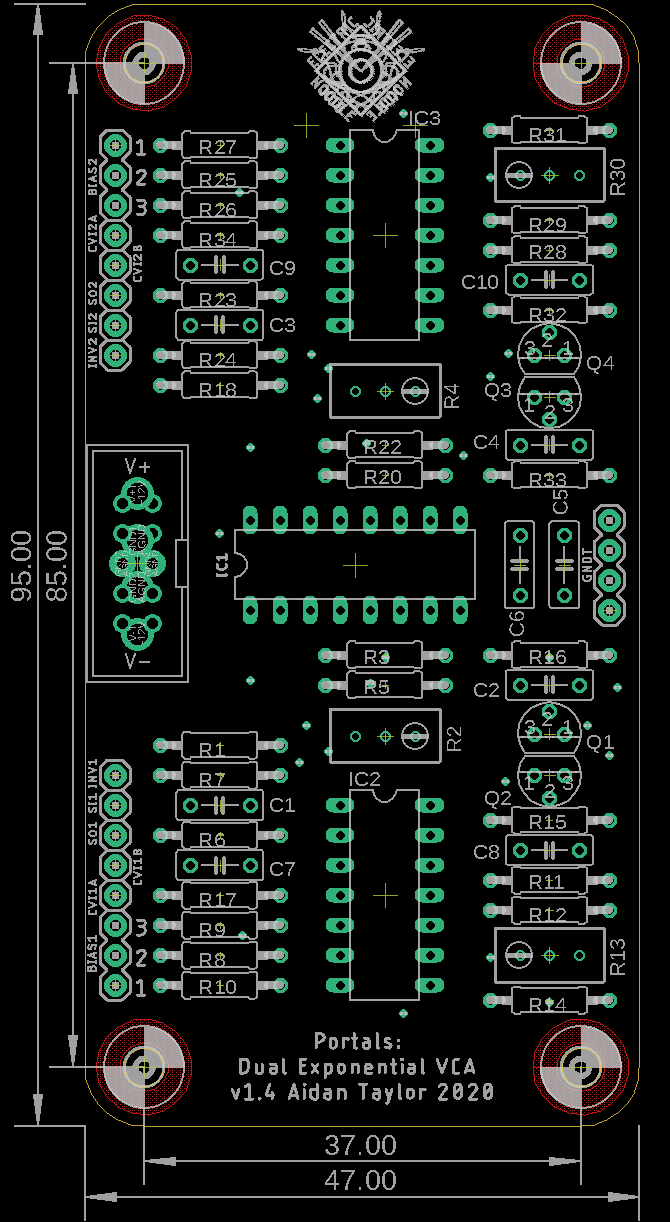 IC3
R31
1
R27
R30
2
R25
BIAS2
3
R26
R29
CVI2A
R34
R28
CVI2B
C9
C10
SO2
R23
R32
SI2
C3
3 2 1
Q4
INV2
R24
R18
R4
Q3
1 2 3
R22
C4
V+
R20
R33
C5
95.00
85.00
IC1
GNDT
C6
V-
R3
R16
R5
C2
R2
3 2 1
Q1
R1
INV1
R7
IC2
SI1
C1
Q2
1 2 3
SO1
R6
R15
CVI1B
C7
C8
CVI1A
R17
R11
3
R9
R12
BIAS1
2
R8
R13
1
R10
R14
Portals:
Dual Exponential VCA
v1.4 Aidan Taylor 2020
37.00
47.00